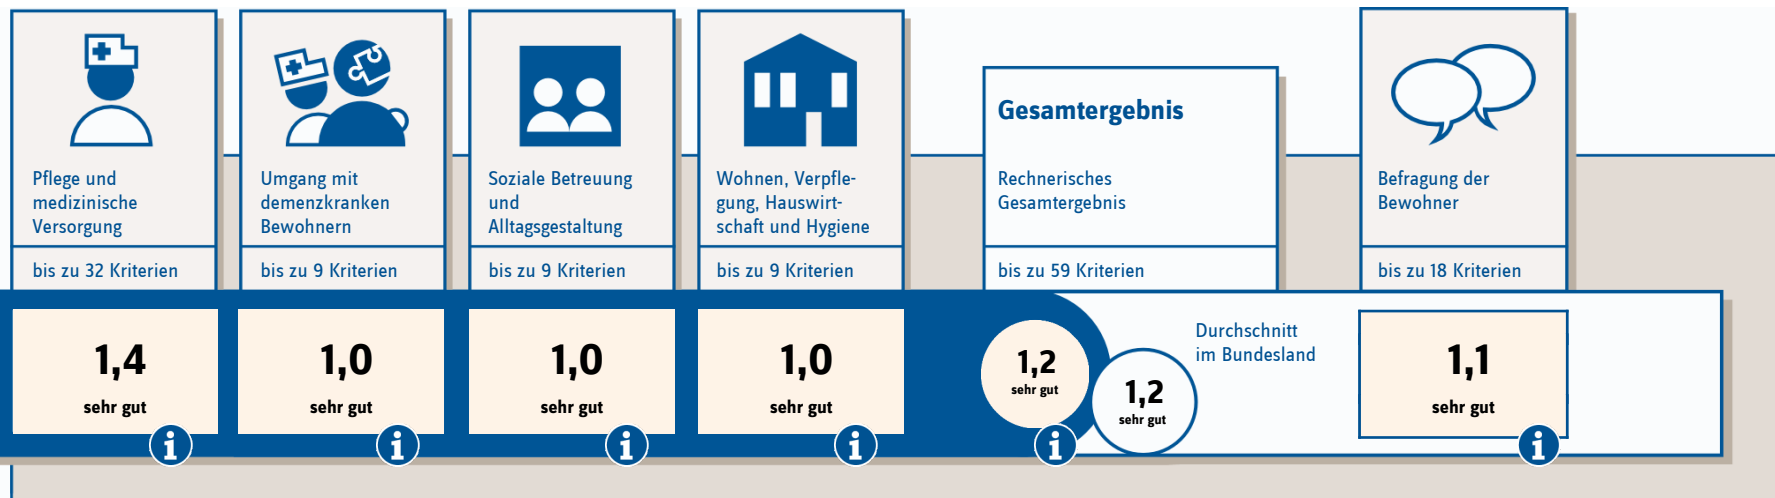 Pflege und
medizinische
Versorgung
bis zu 32 Kriterien
1,4
sehr gut
i
Umgang mit
demenzkranken
Bewohnern
bis zu 9 Kriterien
1,0
sehr gut
i
Soziale Betreuung
und
Alltagsgestaltung
bis zu 9 Kriterien
1,0
sehr gut
i
Wohnen, Verpfle-
gung, Hauswirt-
schaft und Hygiene
bis zu 9 Kriterien
1,0
sehr gut
i
Gesamtergebnis
Rechnerisches
Gesamtergebnis
bis zu 59 Kriterien
1,2
sehr gut
i
Durchschnitt
im Bundesland
1,2
sehr gut
Befragung der
Bewohner
bis zu 18 Kriterien
1,1
sehr gut
i